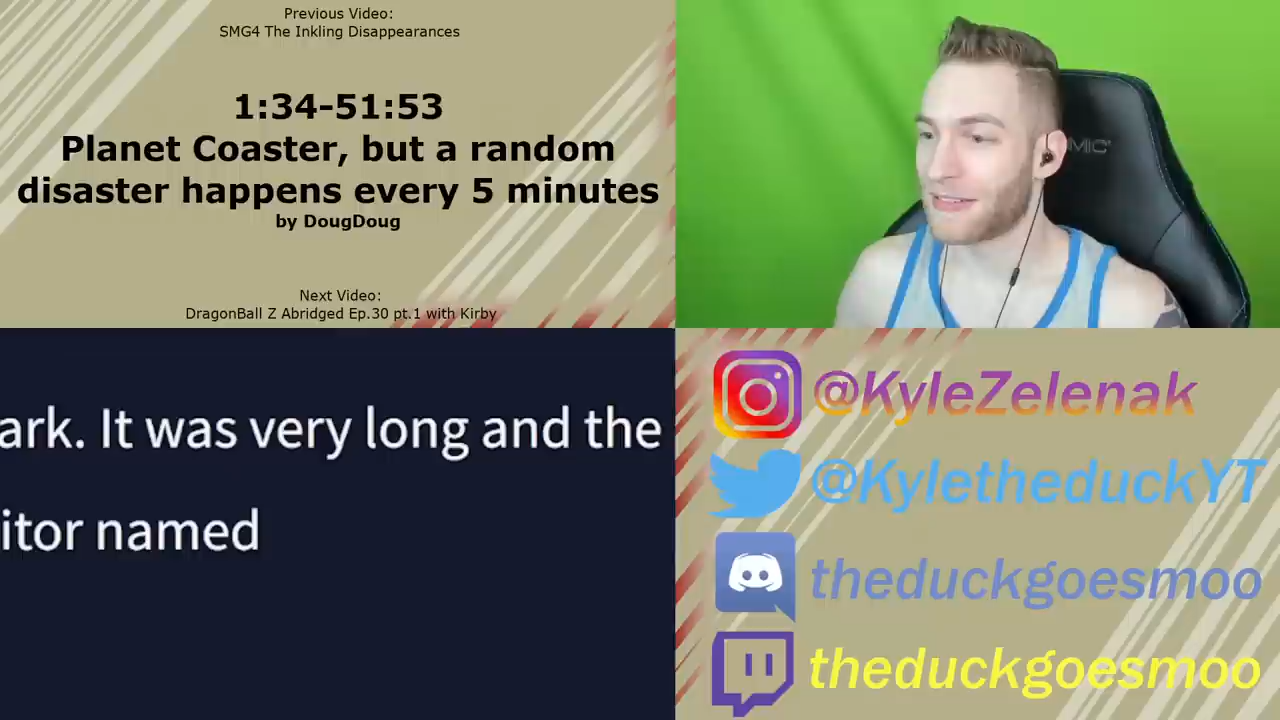 Previous Video:
SMG4 The Inkling Disappearances
1:34-51:53
Planet Coaster, but a random
disaster happens every 5 minutes
by DougDoug
Next Video:
DragonBall Z Abridged Ep.30 pt.1 with Kirby
MIC
ark. It was very long and the
itor named
@KyleZelenak
@KyletheduckYT
theduckgoesmoo
theduckgoesmoo